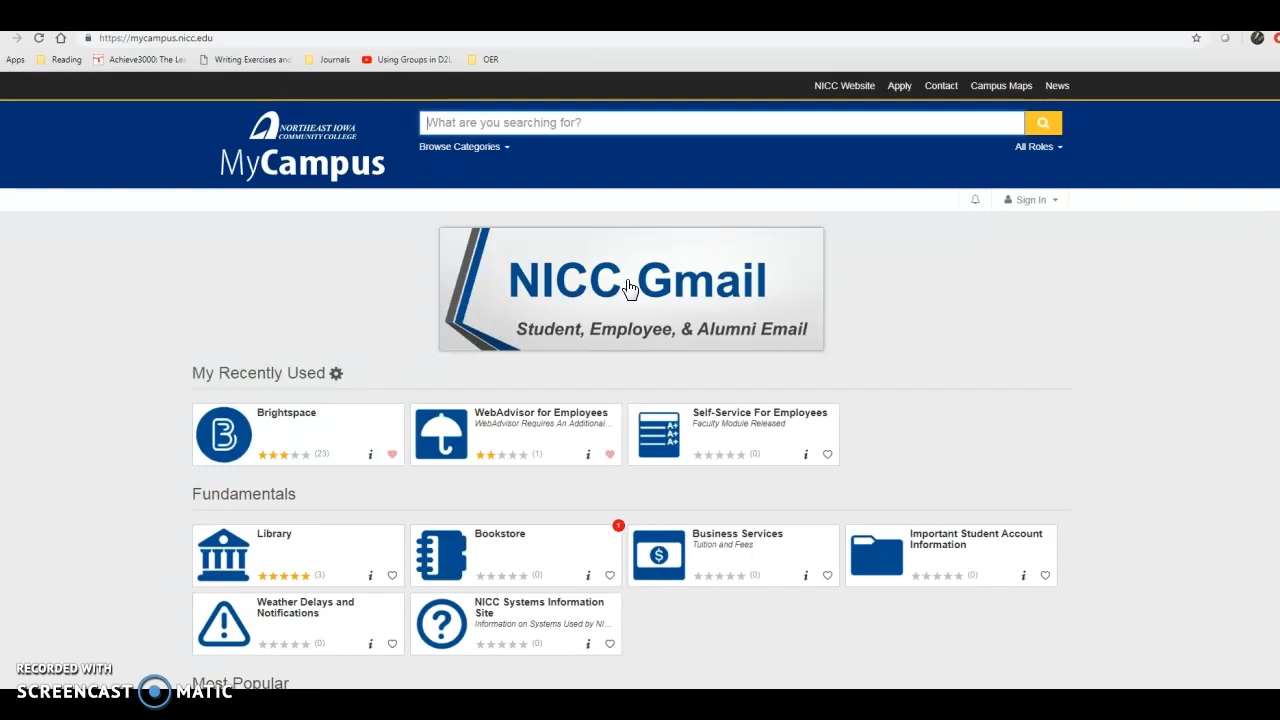 https://mycampus.nicc.edu
Apps Reading Achieve3000: The Lea Writing Exercises and Journals Using Groups in D2L OER
NICC Website Apply Contact Campus Maps News
NORTHEAST IOWA
COMMUNITY COLLEGE
MyCampus
What are you searching for?
Browse Categories All Roles
Sign In
NICC Gmail
Student, Employee, & Alumni Email
My Recently Used
Brightspace
(23)
WebAdvisor for Employees
WebAdvisor Requires An Additional...
(1)
Self-Service For Employees
Faculty Module Released
(0)
Fundamentals
Library
(3)
1
Bookstore
(0)
Business Services
Tuition and Fees
(0)
Important Student Account
Information
(0)
Weather Delays and
Notifications
(0)
NICC Systems Information
Site
Information on Systems Used by NI...
(0)
Most Popular
RECORDED WITH
SCREENCAST MATIC